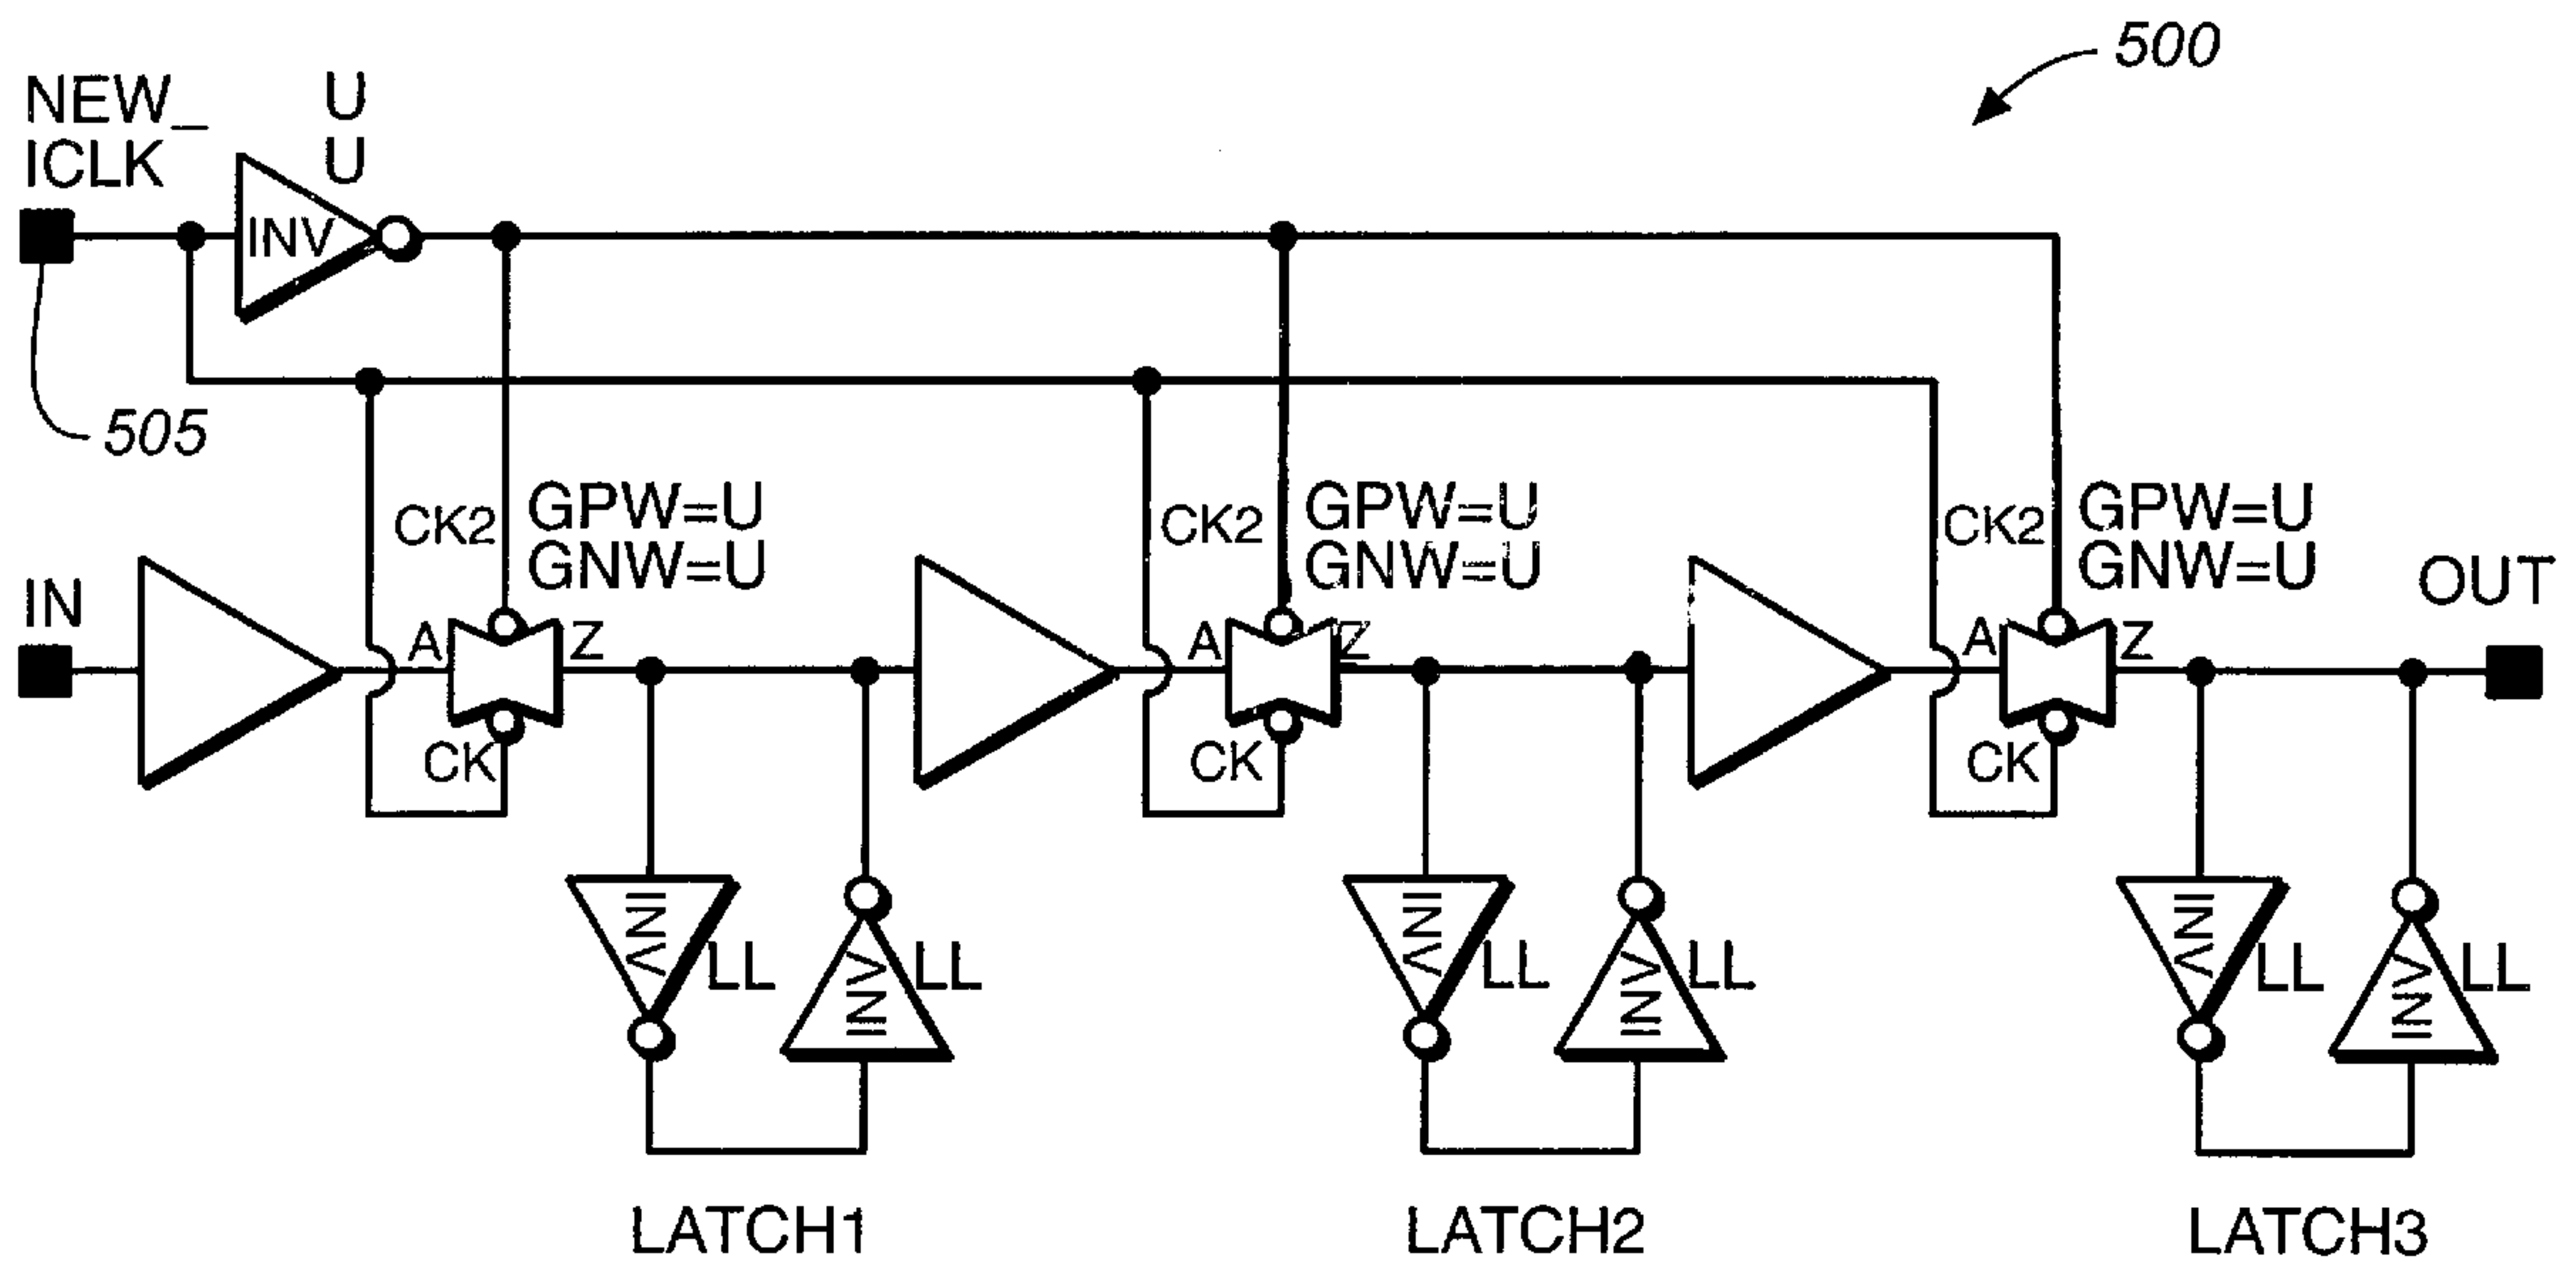 500
NEW_
ICLK
U
U
INV
505
CK2
GPW=U
GNW=U
CK2
GPW=U
GNW=U
CK2
GPW=U
GNW=U
IN
A
Z
A
Z
A
Z
OUT
CK
CK
CK
INV
LL
INV
LL
INV
LL
INV
LL
INV
LL
INV
LL
LATCH1
LATCH2
LATCH3